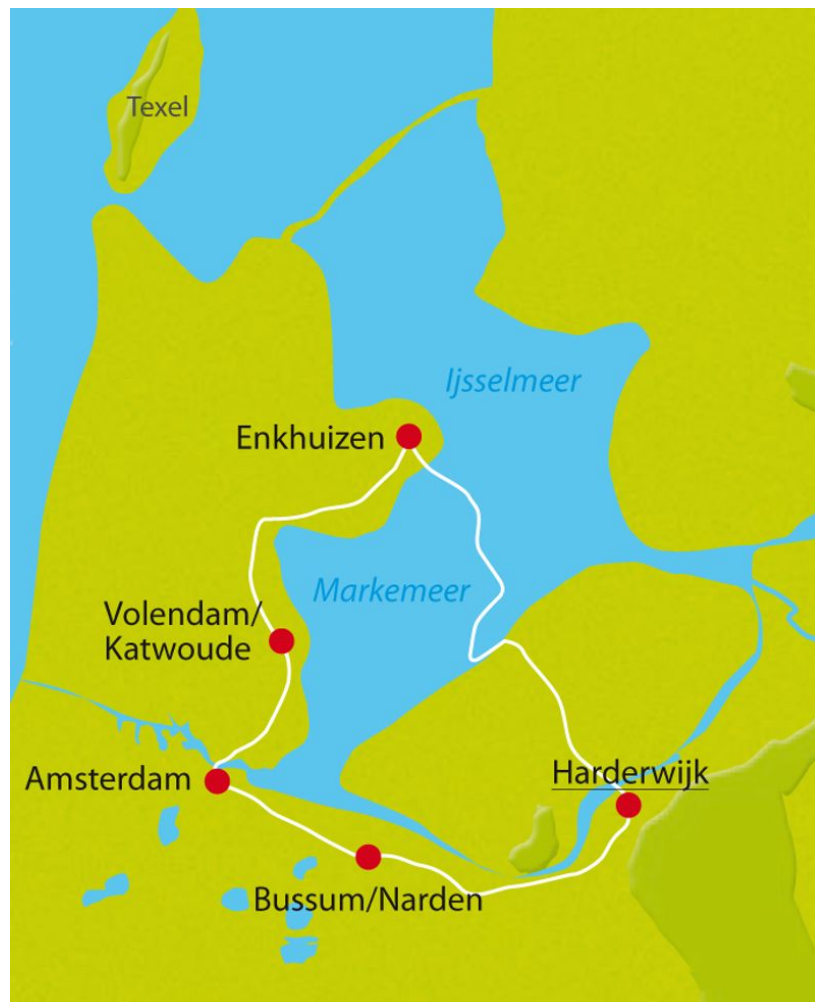 Texel
Ijsselmeer
Enkhuizen
Markemeer
Volendam/
Katwoude
Amsterdam
Harderwijk
Bussum/Narden